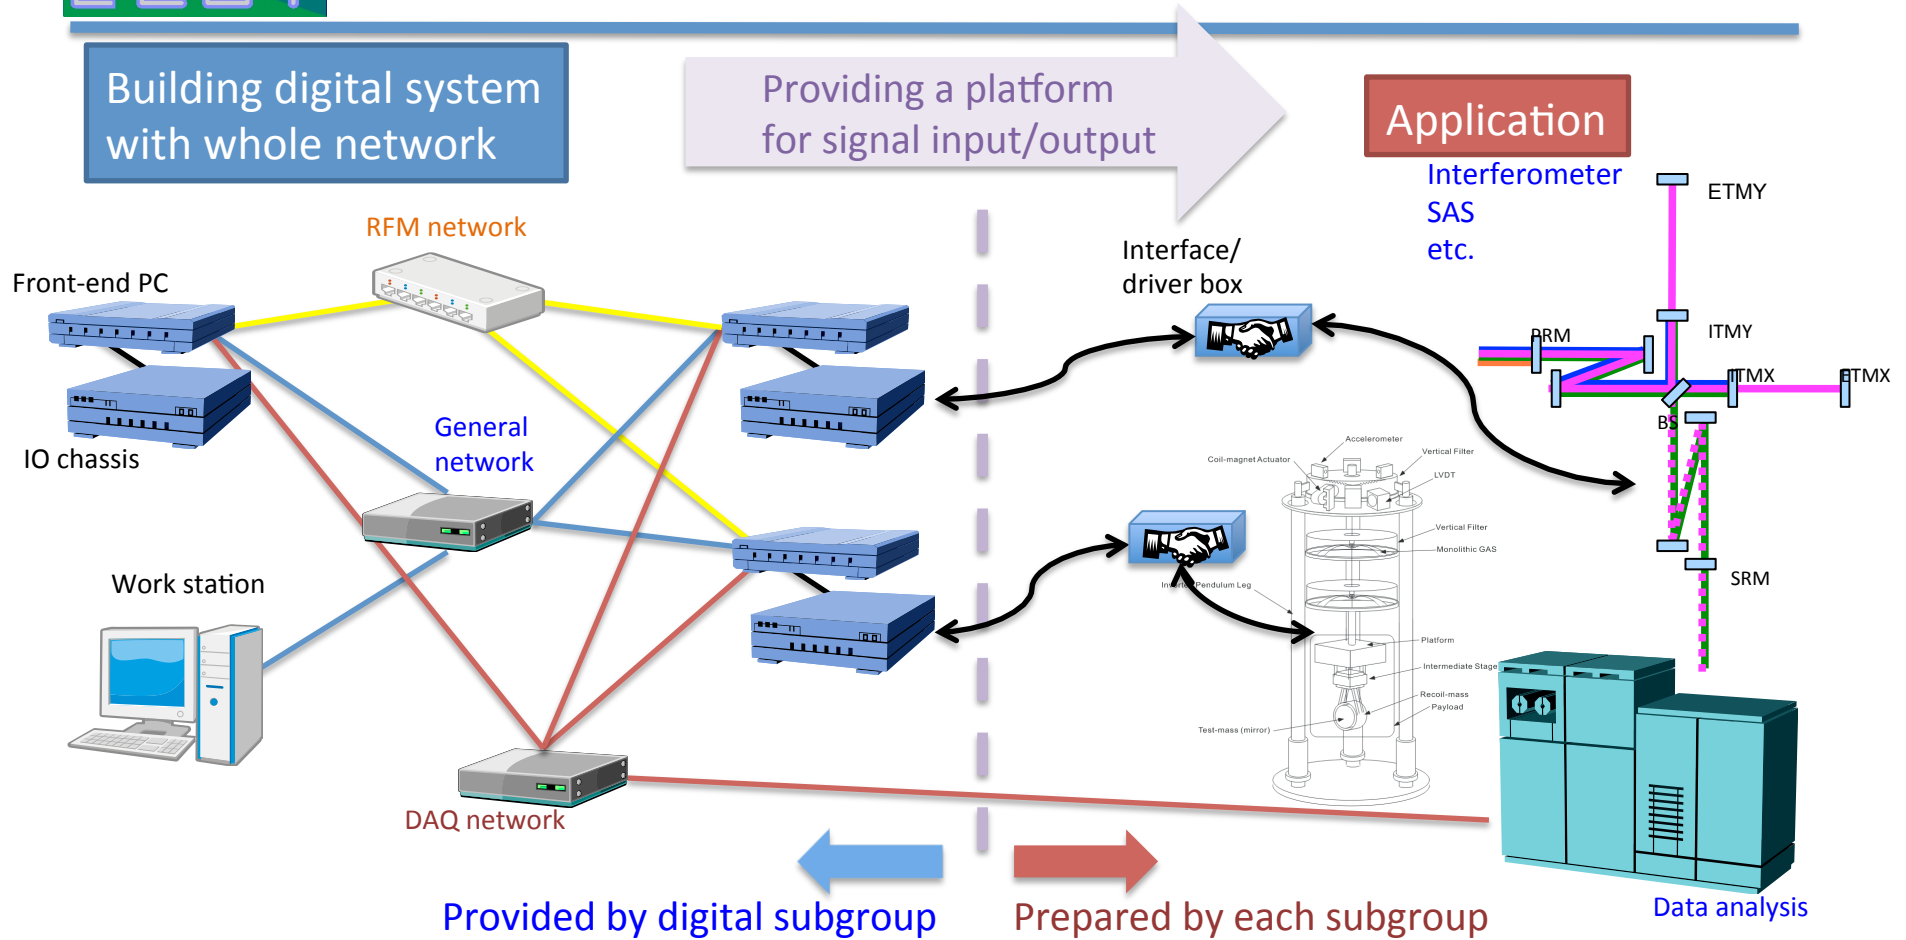 Building digital system
with whole network
Providing a platform
for signal input/output
Application
Interferometer
SAS
etc.
ETMY
RFM network
Interface/
driver box
Front-end PC
PRM
ITMY
ITMX
ETMX
BS
General
network
IO chassis
Accelerometer
Coil-magnet Actuator
Vertical Filter
LVDT
Vertical Filter
Monolithic GAS
Work station
Pendulum Leg
SRM
Platform
Intermediate Stage
Recoil-mass
Payload
Test-mass (mirror)
DAQ network
Provided by digital subgroup
Prepared by each subgroup
Data analysis